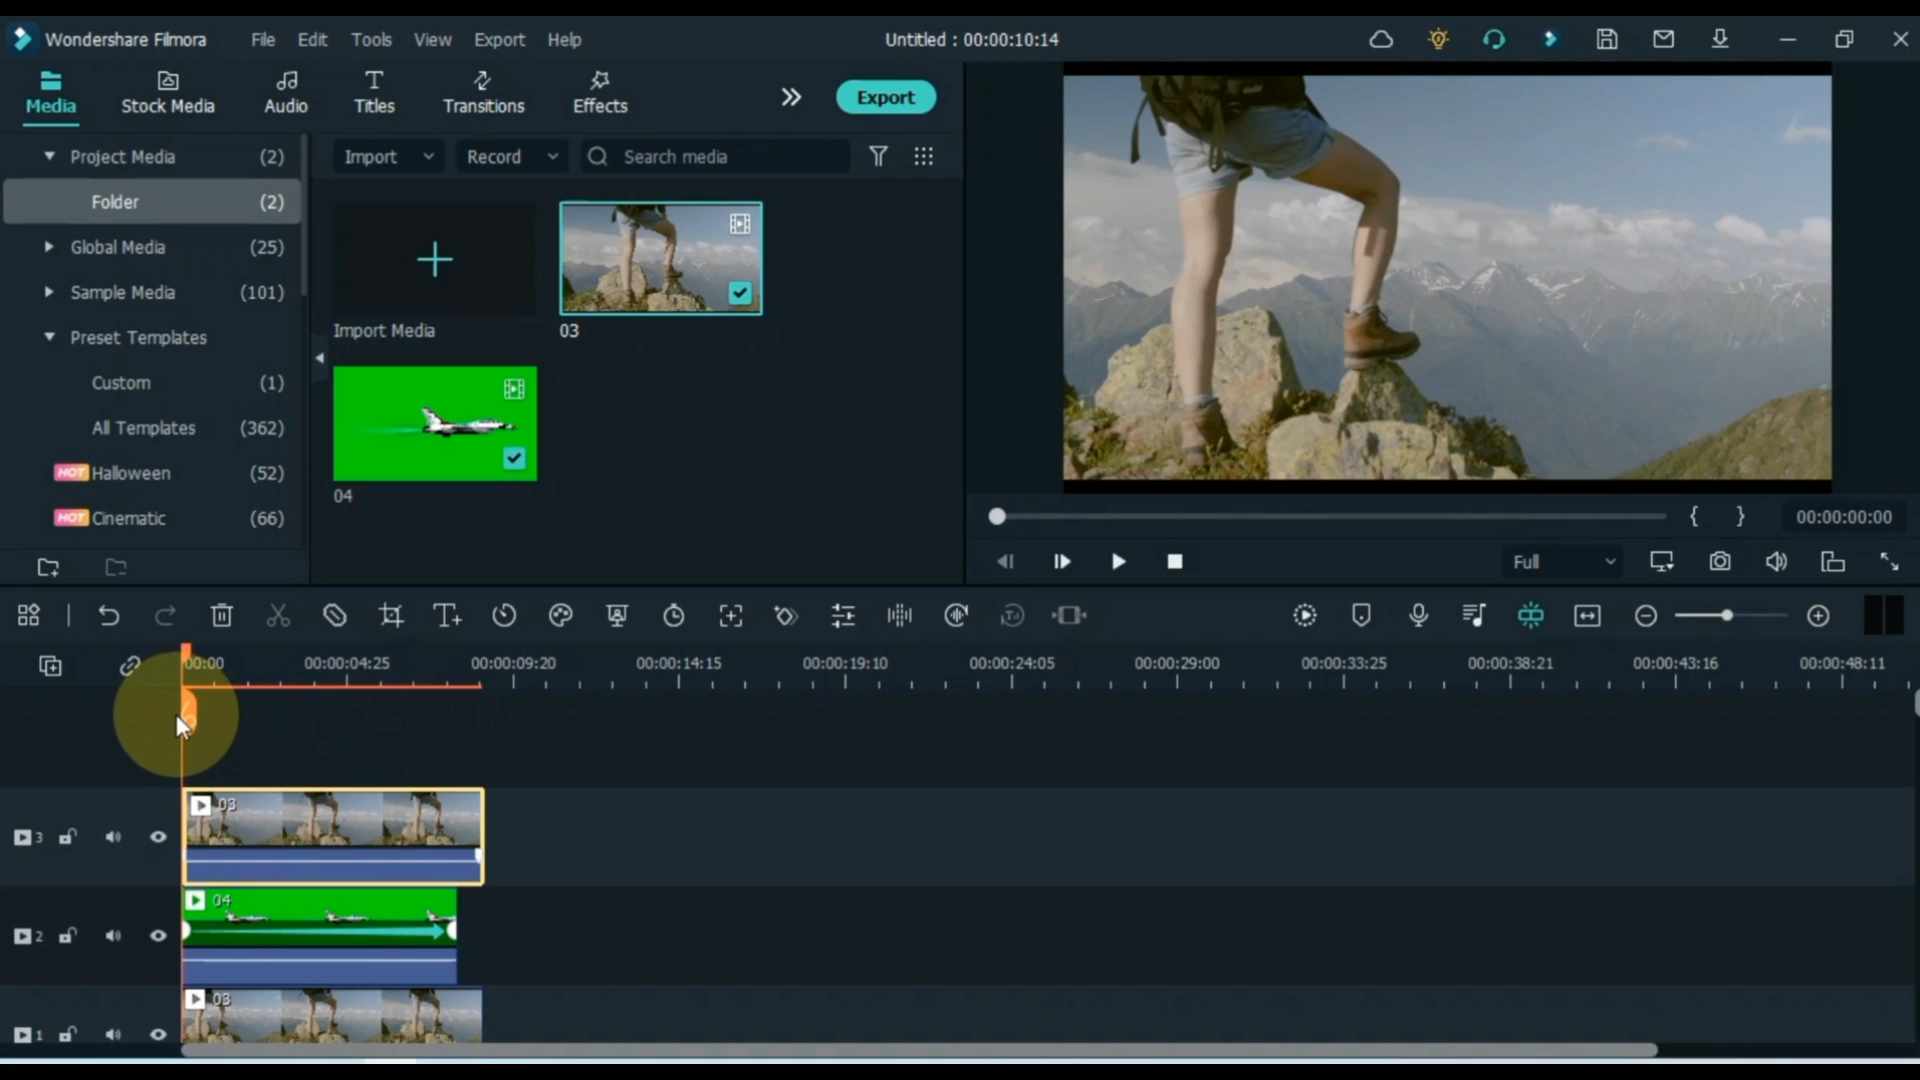 Wondershare Filmora File Edit Tools View Export Help Untitled : 00:00:10:14
Media Stock Media Audio Titles Transitions Effects Export
Project Media (2)
Folder (2)
Global Media (25)
Sample Media (101)
Preset Templates
Custom (1)
All Templates (362)
HOT Halloween (52)
HOT Cinematic (66)
Import Record Search media
Import Media
03
04
00:00:00:00
Full
00:00 00:00:04:25 00:00:09:20 00:00:14:15 00:00:19:10 00:00:24:05 00:00:29:00 00:00:33:25 00:00:38:21 00:00:43:16 00:00:48:11
3
03
2
04
1
03